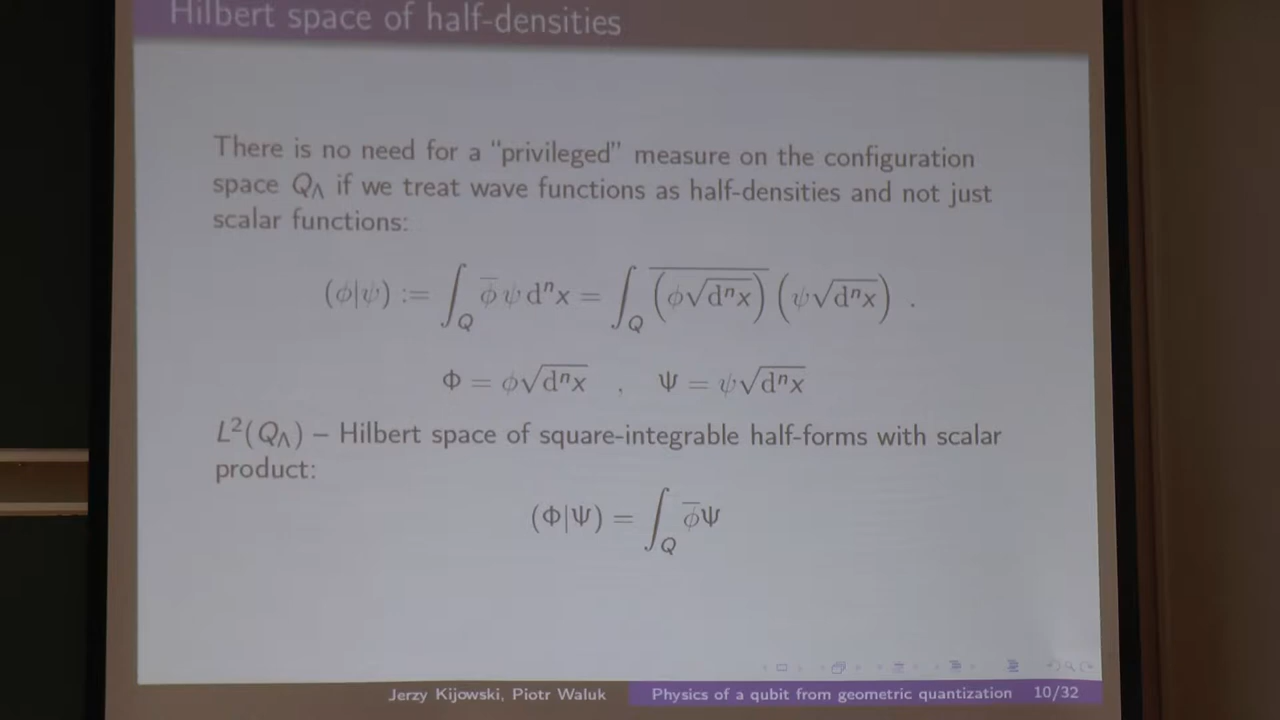 Hilbert space of half-densities
There is no need for a “privileged” measure on the configuration
space Q_Λ if we treat wave functions as half-densities and not just
scalar functions:
(ϕ|ψ) := ∫_Q ϕ̅ ψ dⁿx = ∫_Q \overline{(ϕ√(dⁿx))} (ψ√(dⁿx)) .
Φ = ϕ√(dⁿx) , Ψ = ψ√(dⁿx)
L²(Q_Λ) – Hilbert space of square-integrable half-forms with scalar
product:
(Φ|Ψ) = ∫_Q ϕ̅Ψ
Jerzy Kijowski, Piotr Waluk Physics of a qubit from geometric quantization 10/32